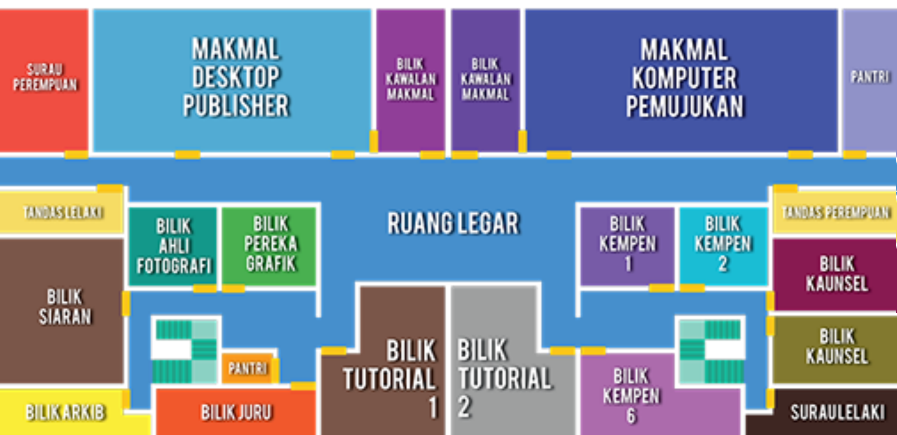 SURAU
PEREMPUAN
MAKMAL
DESKTOP
PUBLISHER
BILIK
KAWALAN
MAKMAL
BILIK
KAWALAN
MAKMAL
MAKMAL
KOMPUTER
PEMUJUKAN
PANTRI
TANDAS LELAKI
BILIK
AHLI
FOTOGRAFI
BILIK
PEREKA
GRAFIK
RUANG LEGAR
BILIK
KEMPEN
1
BILIK
KEMPEN
2
TANDAS PEREMPUAN
BILIK
SIARAN
BILIK
KAUNSEL
BILIK
KAUNSEL
PANTRI
BILIK
TUTORIAL
1
BILIK
TUTORIAL
2
BILIK
KEMPEN
6
BILIK ARKIB
BILIK JURU
SURAU LELAKI